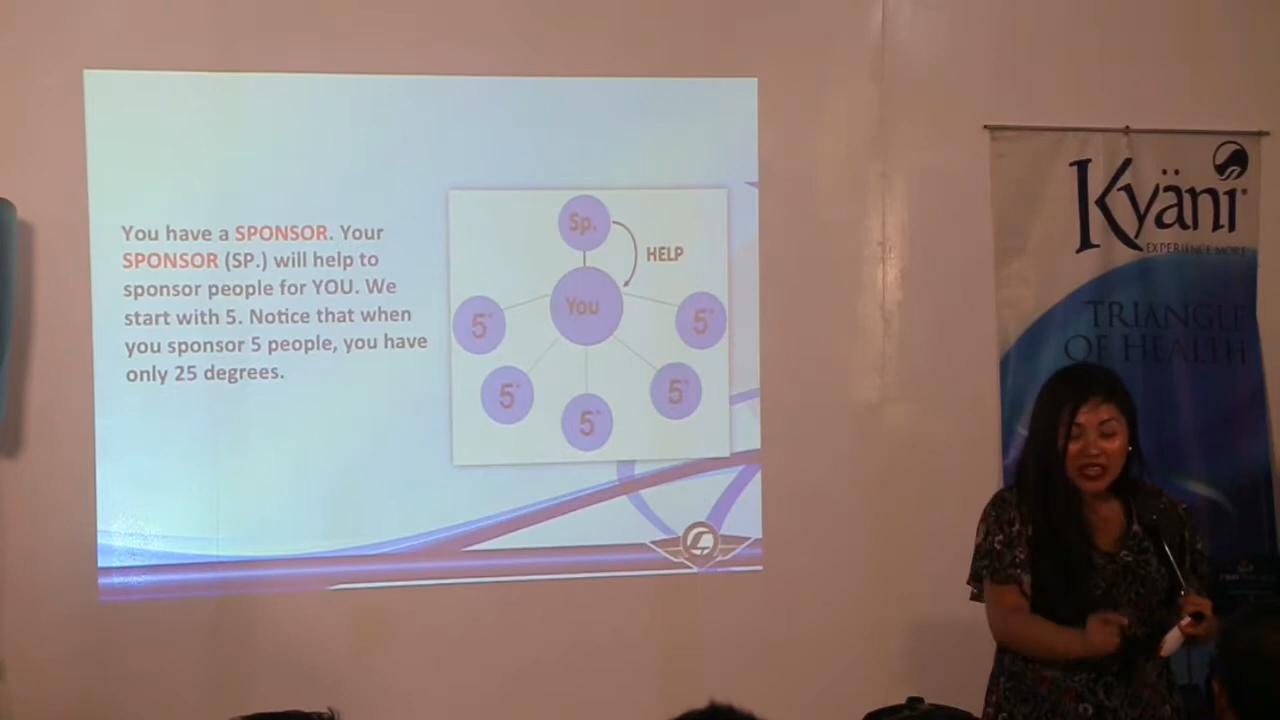 You have a SPONSOR. Your
SPONSOR (SP.) will help to
sponsor people for YOU. We
start with 5. Notice that when
you sponsor 5 people, you have
only 25 degrees.
Sp.
HELP
You
5°
5°
5°
5°
5°
Kyäni®
EXPERIENCE MORE
TRIANGLE
OF HEALTH